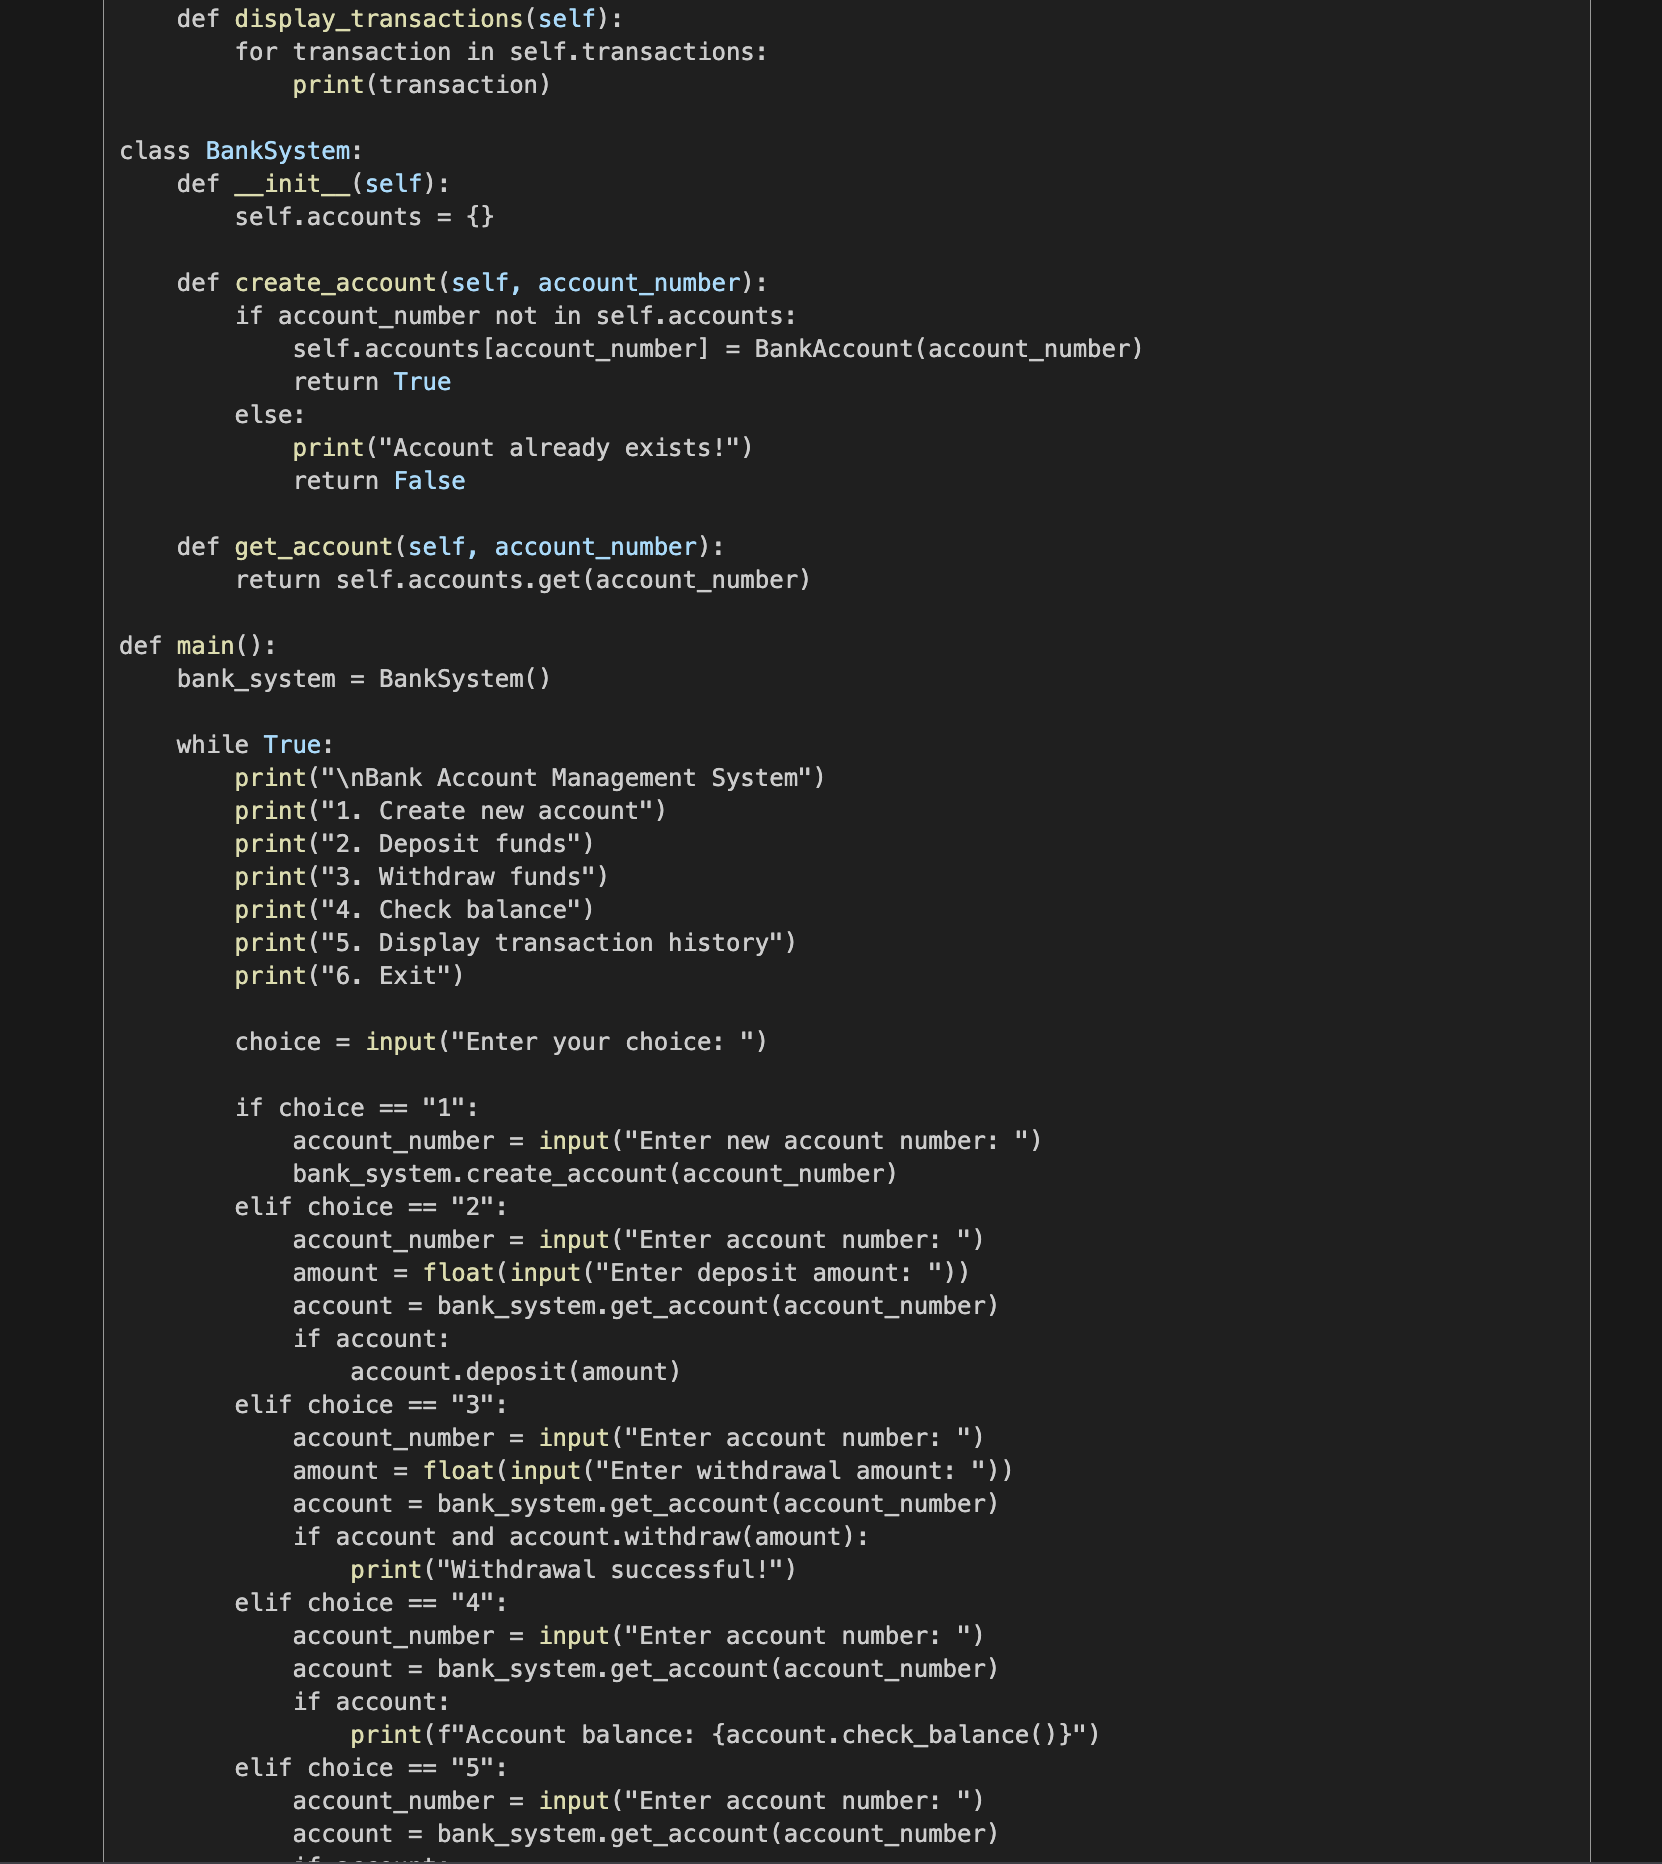 def display_transactions(self):
        for transaction in self.transactions:
            print(transaction)

class BankSystem:
    def __init__(self):
        self.accounts = {}

    def create_account(self, account_number):
        if account_number not in self.accounts:
            self.accounts[account_number] = BankAccount(account_number)
            return True
        else:
            print("Account already exists!")
            return False

    def get_account(self, account_number):
        return self.accounts.get(account_number)

def main():
    bank_system = BankSystem()

    while True:
        print("\nBank Account Management System")
        print("1. Create new account")
        print("2. Deposit funds")
        print("3. Withdraw funds")
        print("4. Check balance")
        print("5. Display transaction history")
        print("6. Exit")

        choice = input("Enter your choice: ")

        if choice == "1":
            account_number = input("Enter new account number: ")
            bank_system.create_account(account_number)
        elif choice == "2":
            account_number = input("Enter account number: ")
            amount = float(input("Enter deposit amount: "))
            account = bank_system.get_account(account_number)
            if account:
                account.deposit(amount)
        elif choice == "3":
            account_number = input("Enter account number: ")
            amount = float(input("Enter withdrawal amount: "))
            account = bank_system.get_account(account_number)
            if account and account.withdraw(amount):
                print("Withdrawal successful!")
        elif choice == "4":
            account_number = input("Enter account number: ")
            account = bank_system.get_account(account_number)
            if account:
                print(f"Account balance: {account.check_balance()}")
        elif choice == "5":
            account_number = input("Enter account number: ")
            account = bank_system.get_account(account_number)